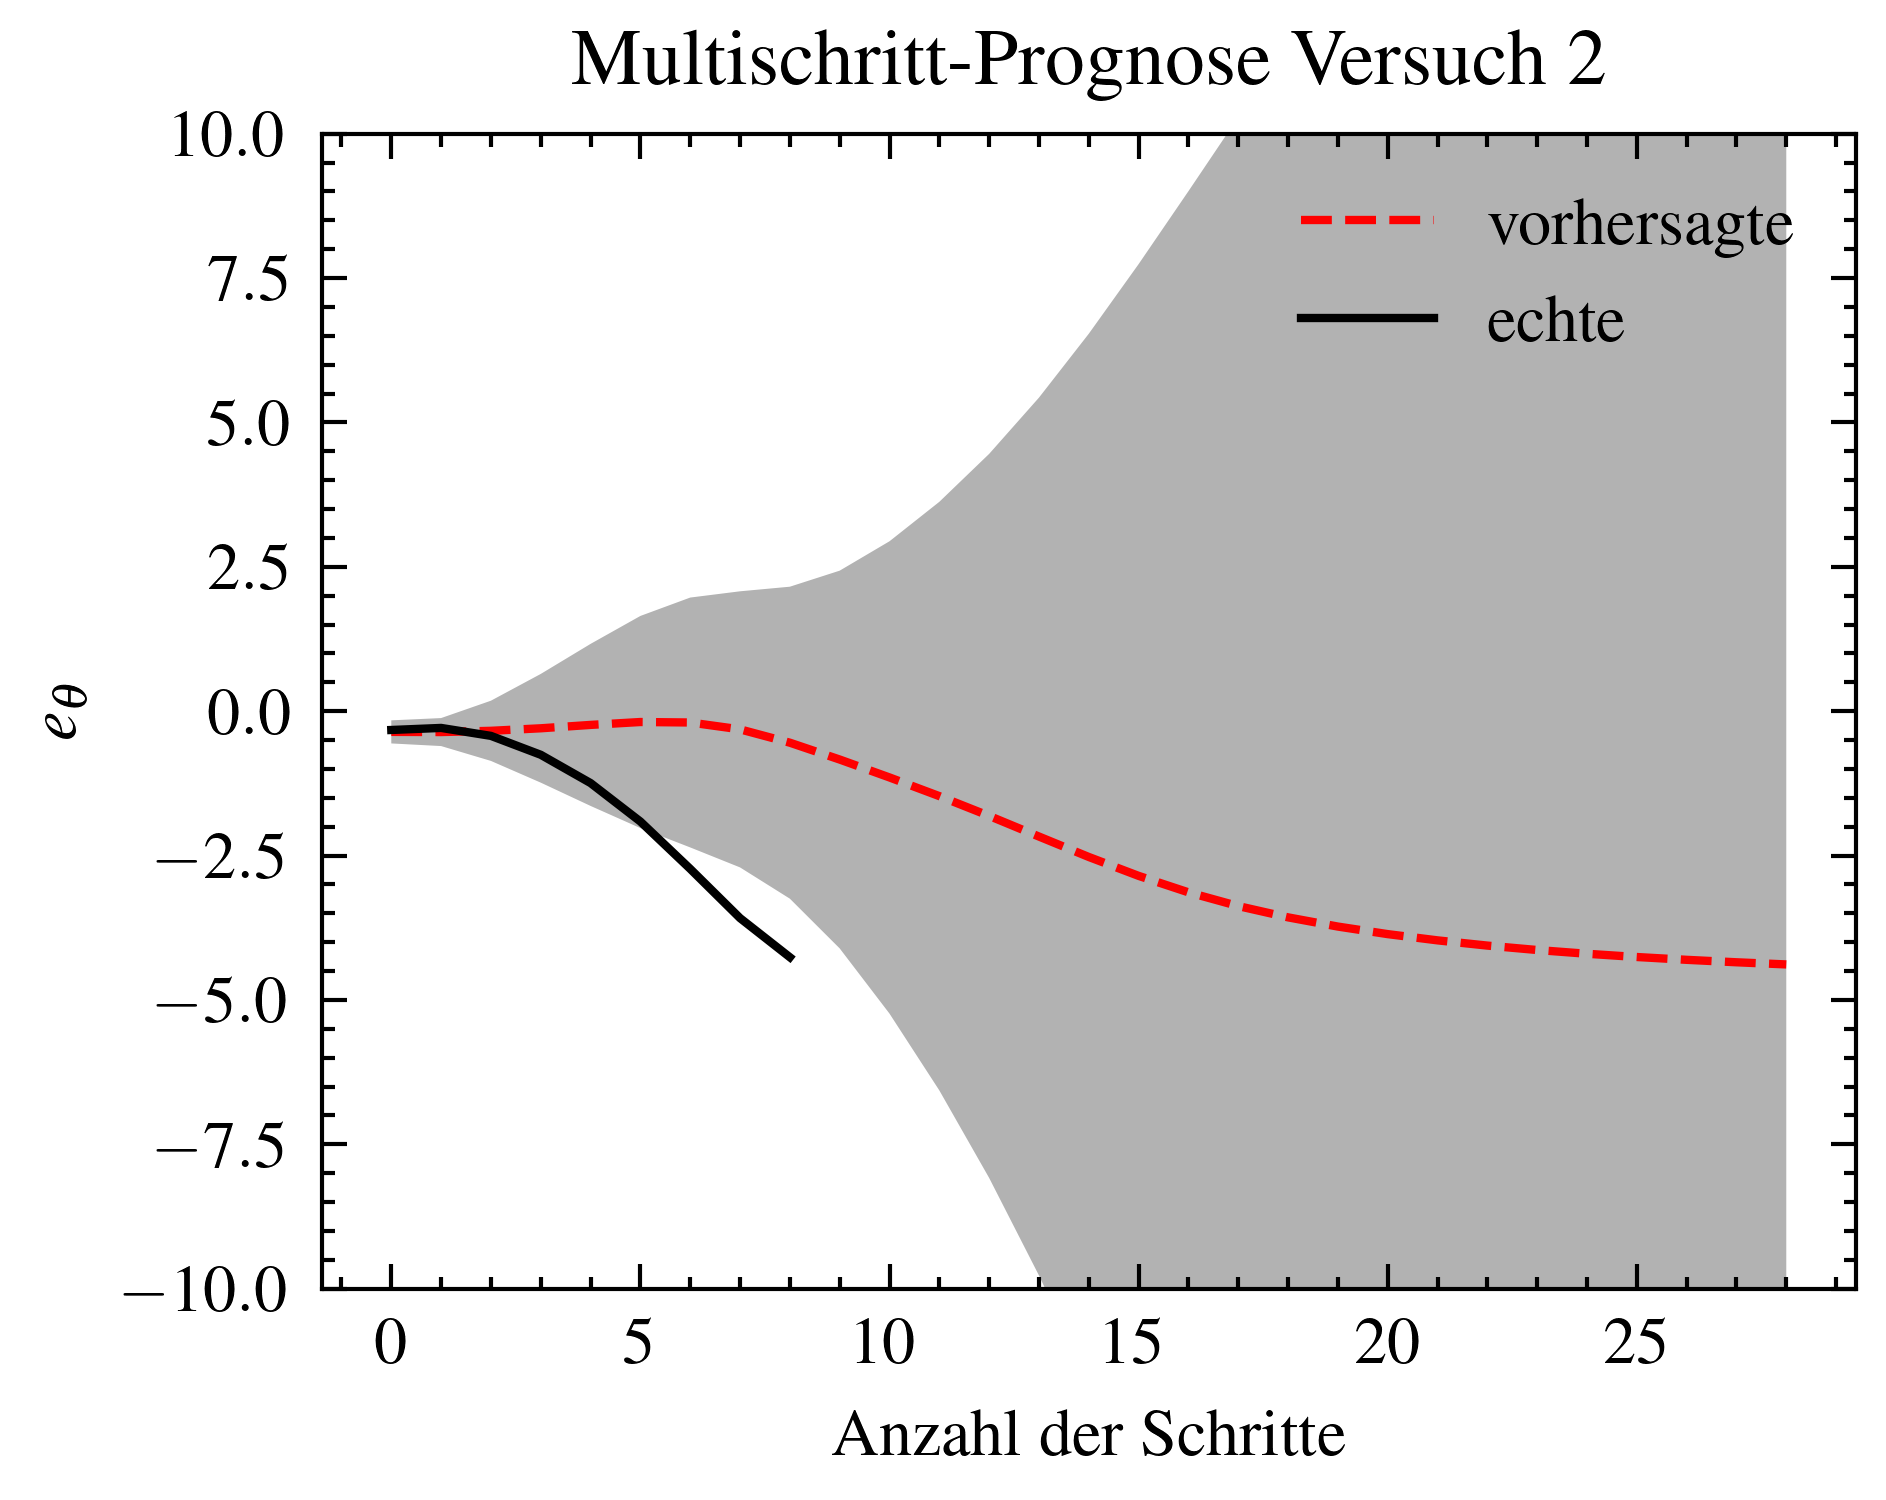 Multischritt-Prognose Versuch 2
10.0
7.5
5.0
2.5
0.0
−2.5
−5.0
−7.5
−10.0
e_θ
vorhersagte
echte
0 5 10 15 20 25
Anzahl der Schritte